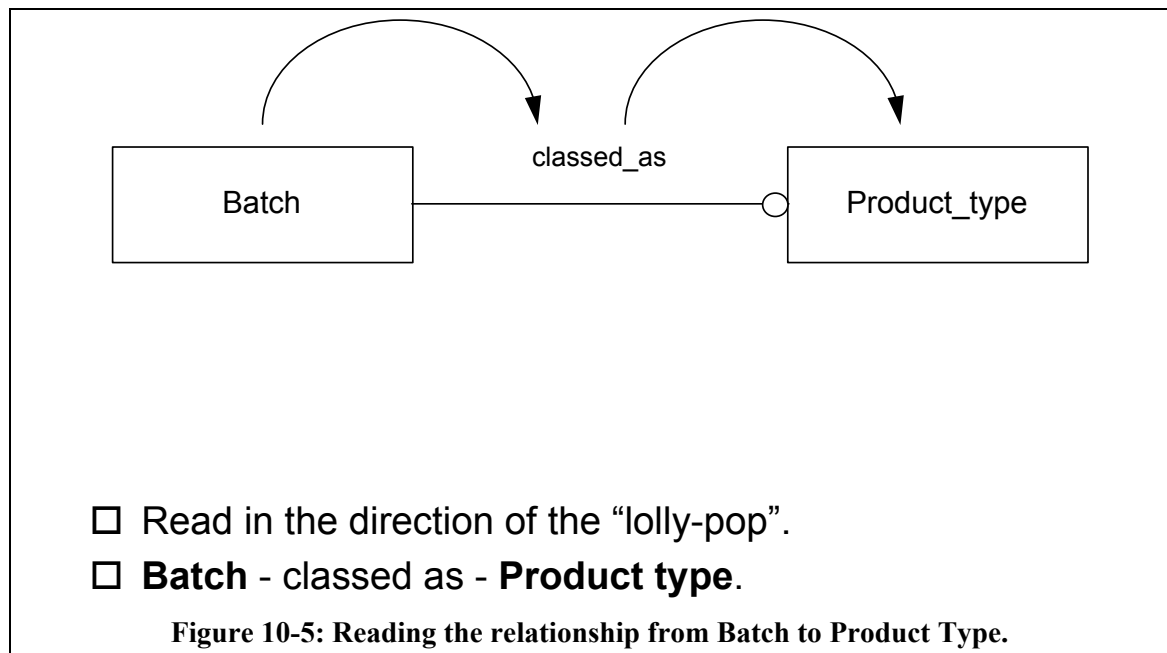 classed_as
Batch
Product_type
☐ Read in the direction of the “lolly-pop”.
☐ Batch - classed as - Product type.
Figure 10-5: Reading the relationship from Batch to Product Type.